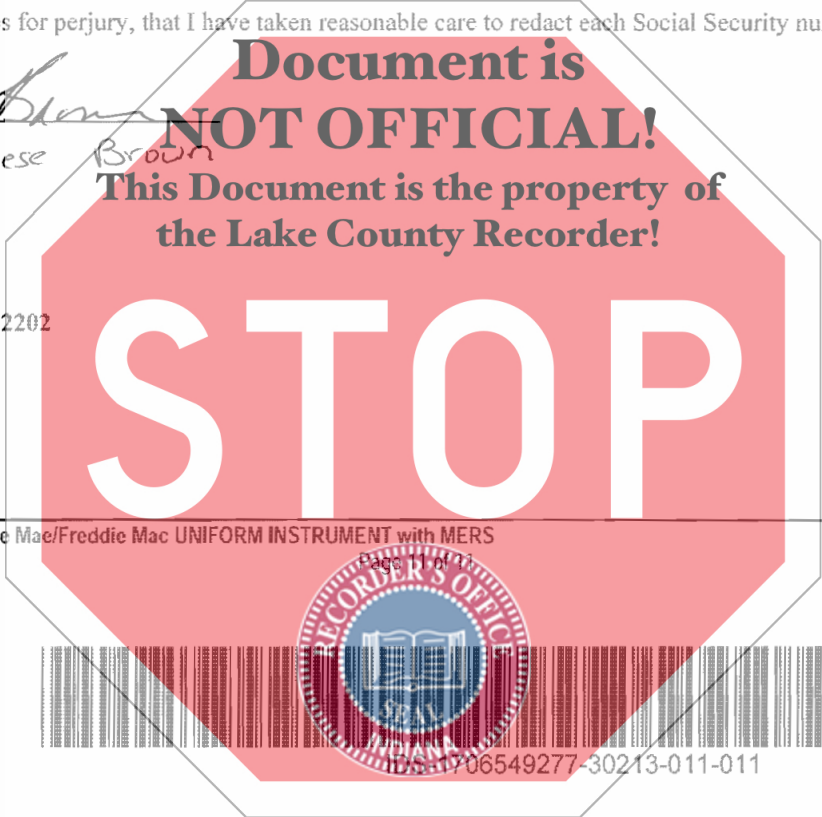 s for perjury, that I have taken reasonable care to redact each Social Security nu
Document is
NOT OFFICIAL!
ese Brown
This Document is the property of
the Lake County Recorder!
2202
STOP
e Mae/Freddie Mac UNIFORM INSTRUMENT with MERS
Page 11 of 11
RECORDER'S OFFICE
SEAL
INDIANA
IDS-1706549277-30213-011-011